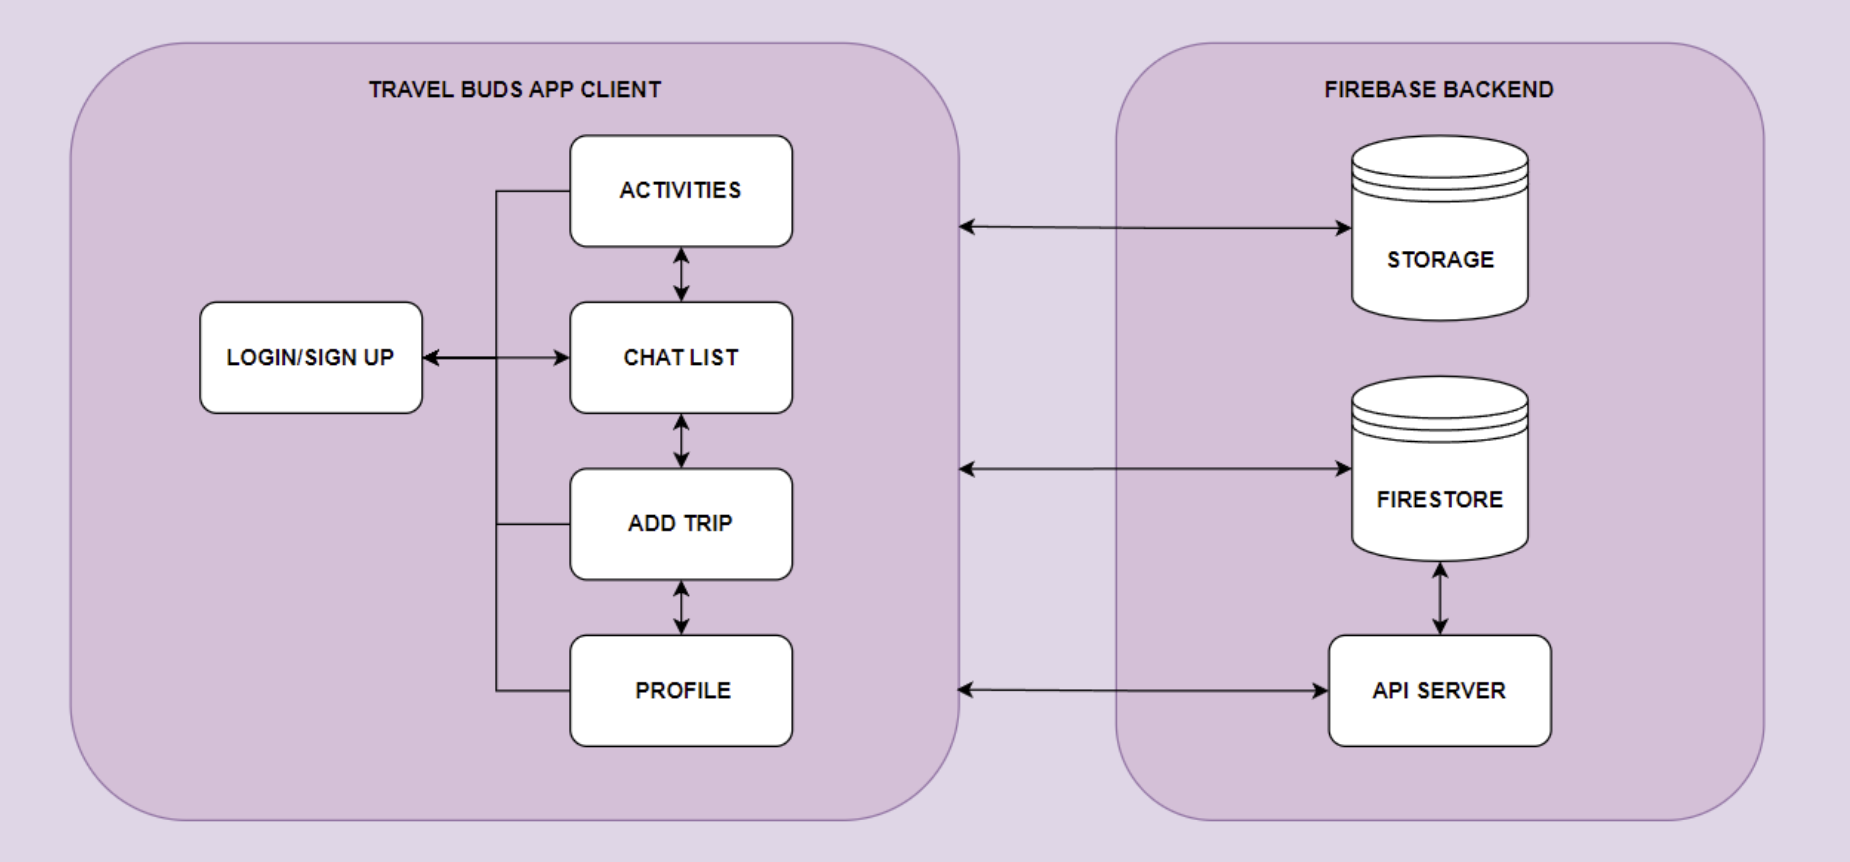 TRAVEL BUDS APP CLIENT
ACTIVITIES
LOGIN/SIGN UP
CHAT LIST
ADD TRIP
PROFILE
FIREBASE BACKEND
STORAGE
FIRESTORE
API SERVER